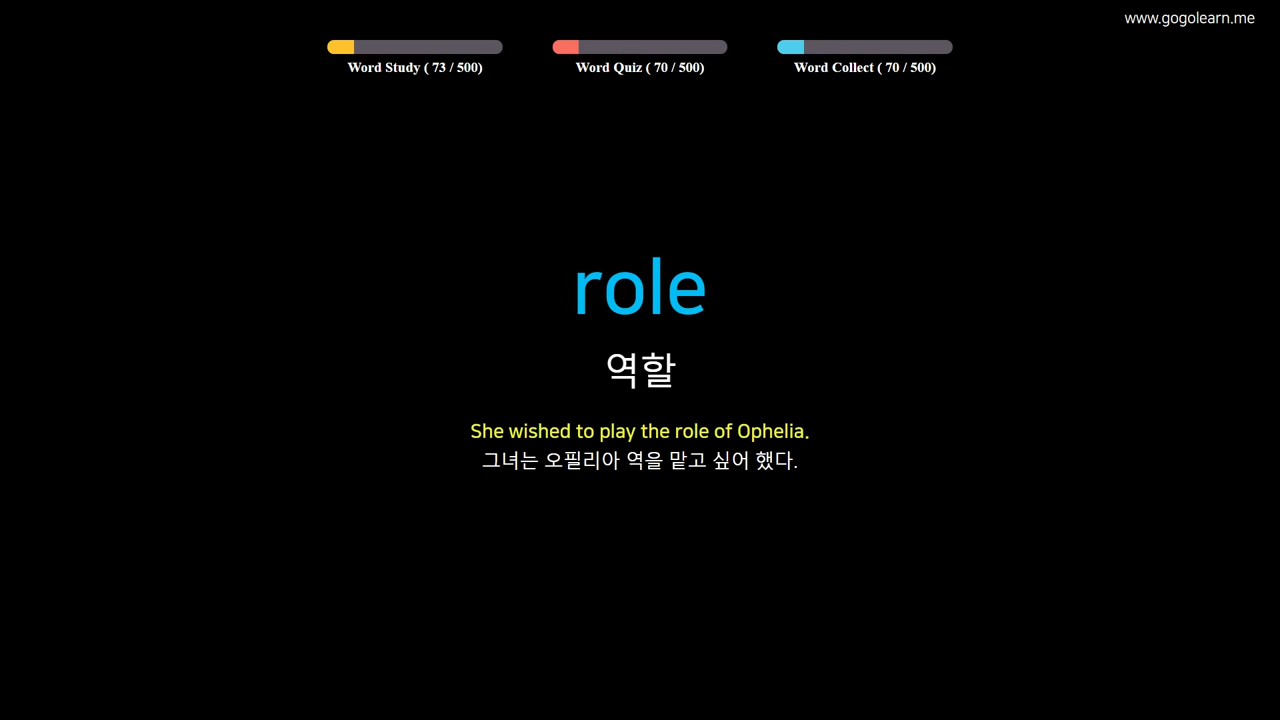 www.gogolearn.me
Word Study ( 73 / 500)
Word Quiz ( 70 / 500)
Word Collect ( 70 / 500)
role
역할
She wished to play the role of Ophelia.
그녀는 오필리아 역을 맡고 싶어 했다.